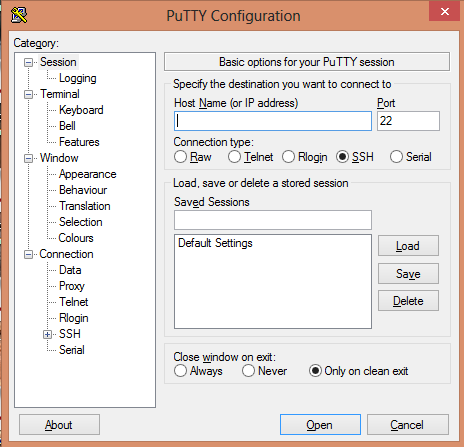 PuTTY Configuration
Category:
Session
Logging
Terminal
Keyboard
Bell
Features
Window
Appearance
Behaviour
Translation
Selection
Colours
Connection
Data
Proxy
Telnet
Rlogin
SSH
Serial
Basic options for your PuTTY session
Specify the destination you want to connect to
Host Name (or IP address) Port
22
Connection type:
Raw Telnet Rlogin SSH Serial
Load, save or delete a stored session
Saved Sessions
Default Settings
Load
Save
Delete
Close window on exit:
Always Never Only on clean exit
About Open Cancel